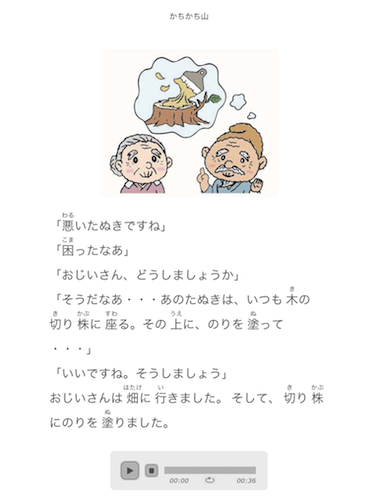 かちかち山
「悪いたぬきですね」
「困ったなあ」
「おじいさん、どうしましょうか」
「そうだなあ・・・あのたぬきは、いつも 木の
切り 株に 座る。その 上に、のりを 塗って
・・・」
「いいですね。そうしましょう」
おじいさんは 畑に 行きました。 そして、 切り 株
にのりを 塗りました。
00:00 00:36